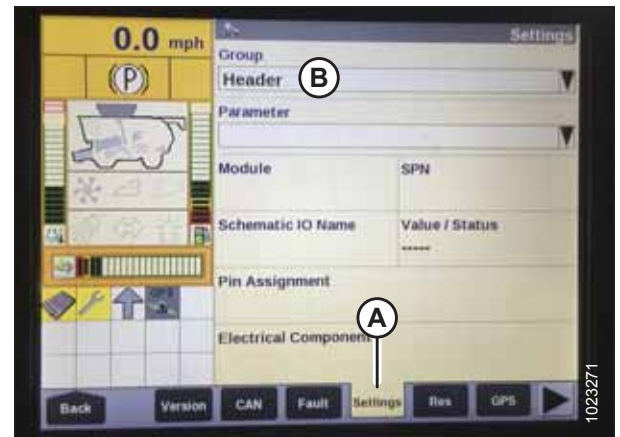 0.0 mph
(P)
Settings
Group
Header
B
Parameter
Module
SPN
Schematic IO Name
Value / Status
-----
Pin Assignment
A
Electrical Component
Back
Version
CAN
Fault
Settings
Res
GPS
1023271